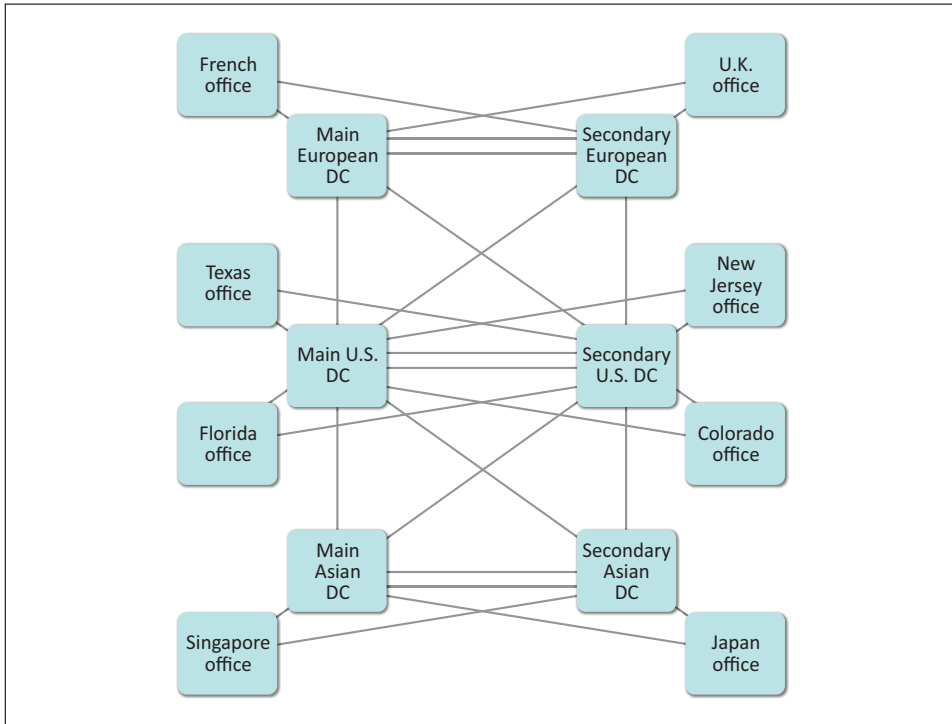 French
office
U.K.
office
Main
European
DC
Secondary
European
DC
Texas
office
New
Jersey
office
Main U.S.
DC
Secondary
U.S. DC
Florida
office
Colorado
office
Main
Asian
DC
Secondary
Asian
DC
Singapore
office
Japan
office